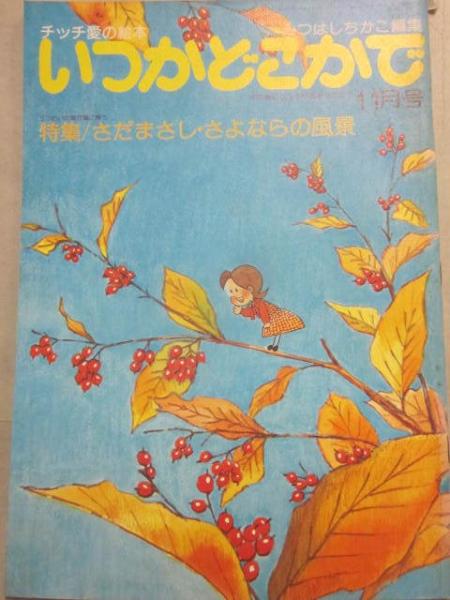 チッチ愛の絵本
みつはしちかこ編集
いつかどこかで
11月号
特集/さだまさし・さよならの風景